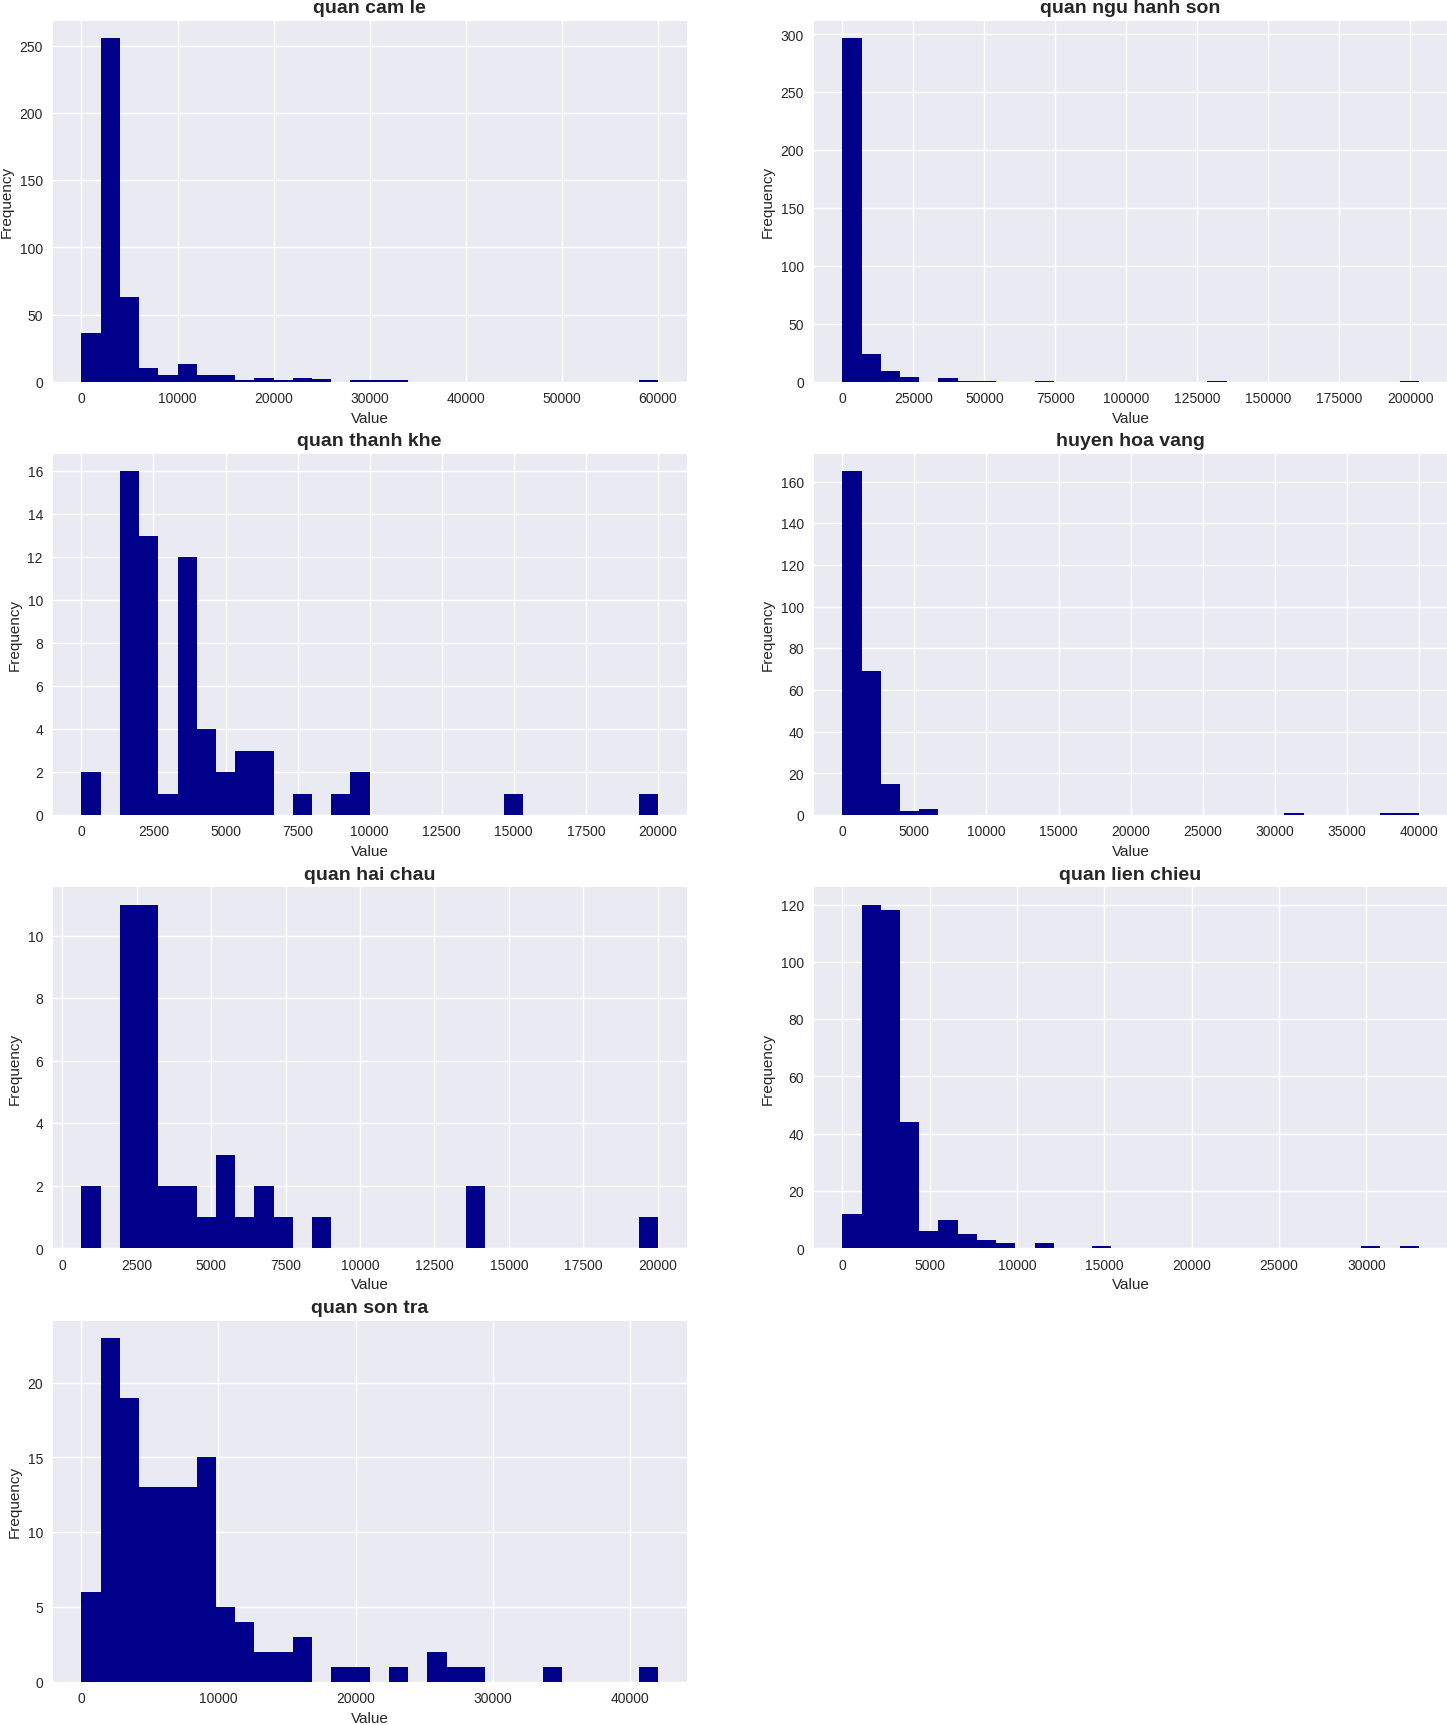 quan cam le
Frequency
250
200
150
100
50
0
0 10000 20000 30000 40000 50000 60000
Value
quan ngu hanh son
Frequency
300
250
200
150
100
50
0
0 25000 50000 75000 100000 125000 150000 175000 200000
Value
quan thanh khe
Frequency
16
14
12
10
8
6
4
2
0
0 2500 5000 7500 10000 12500 15000 17500 20000
Value
huyen hoa vang
Frequency
160
140
120
100
80
60
40
20
0
0 5000 10000 15000 20000 25000 30000 35000 40000
Value
quan hai chau
Frequency
10
8
6
4
2
0
0 2500 5000 7500 10000 12500 15000 17500 20000
Value
quan lien chieu
Frequency
120
100
80
60
40
20
0
0 5000 10000 15000 20000 25000 30000
Value
quan son tra
Frequency
20
15
10
5
0
0 10000 20000 30000 40000
Value